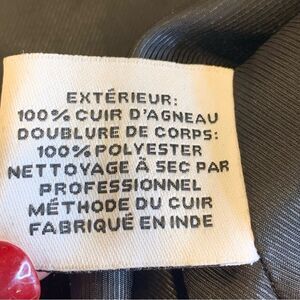 EXTÉRIEUR:
100% CUIR D'AGNEAU
DOUBLURE DE CORPS:
100% POLYESTER
NETTOYAGE À SEC PAR
PROFESSIONNEL
MÉTHODE DU CUIR
FABRIQUÉ EN INDE